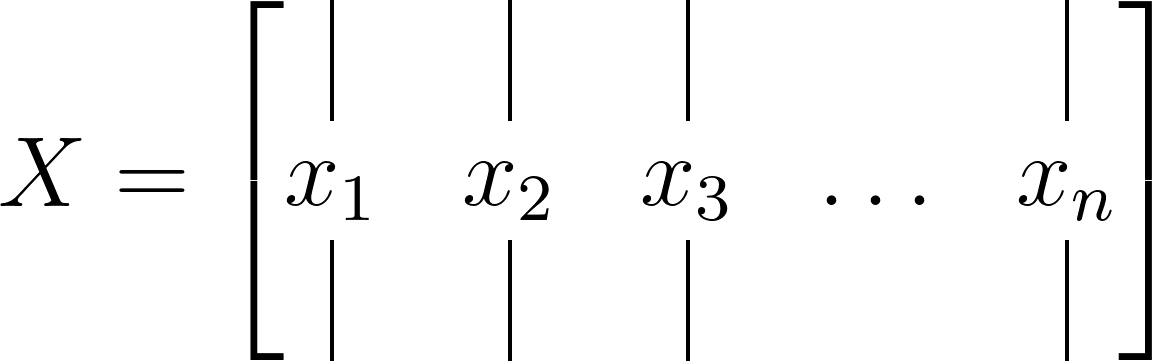 | | | |
X = [ x₁ x₂ x₃ … xₙ ]
| | | |